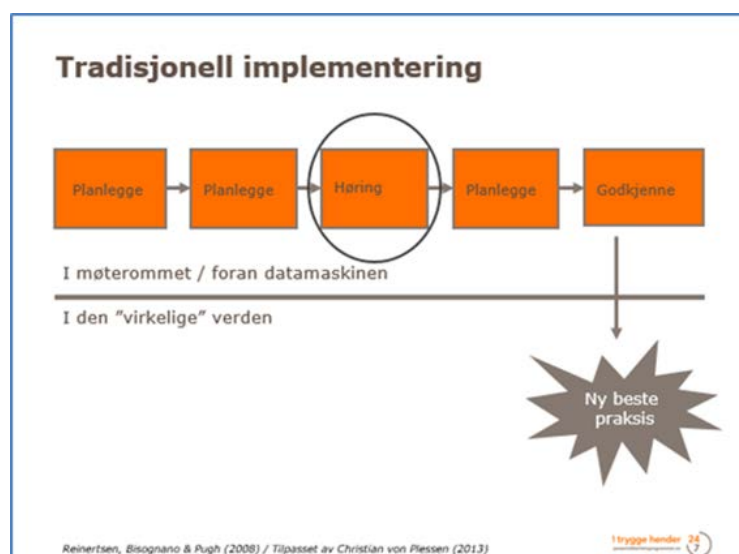 Tradisjonell implementering
Planlegge
Planlegge
Høring
Planlegge
Godkjenne
I møterommet / foran datamaskinen
I den ”virkelige” verden
Ny beste
praksis
Reinertsen, Bisognano & Pugh (2008) / Tilpasset av Christian von Plessen (2013)
I trygge hender 24
7